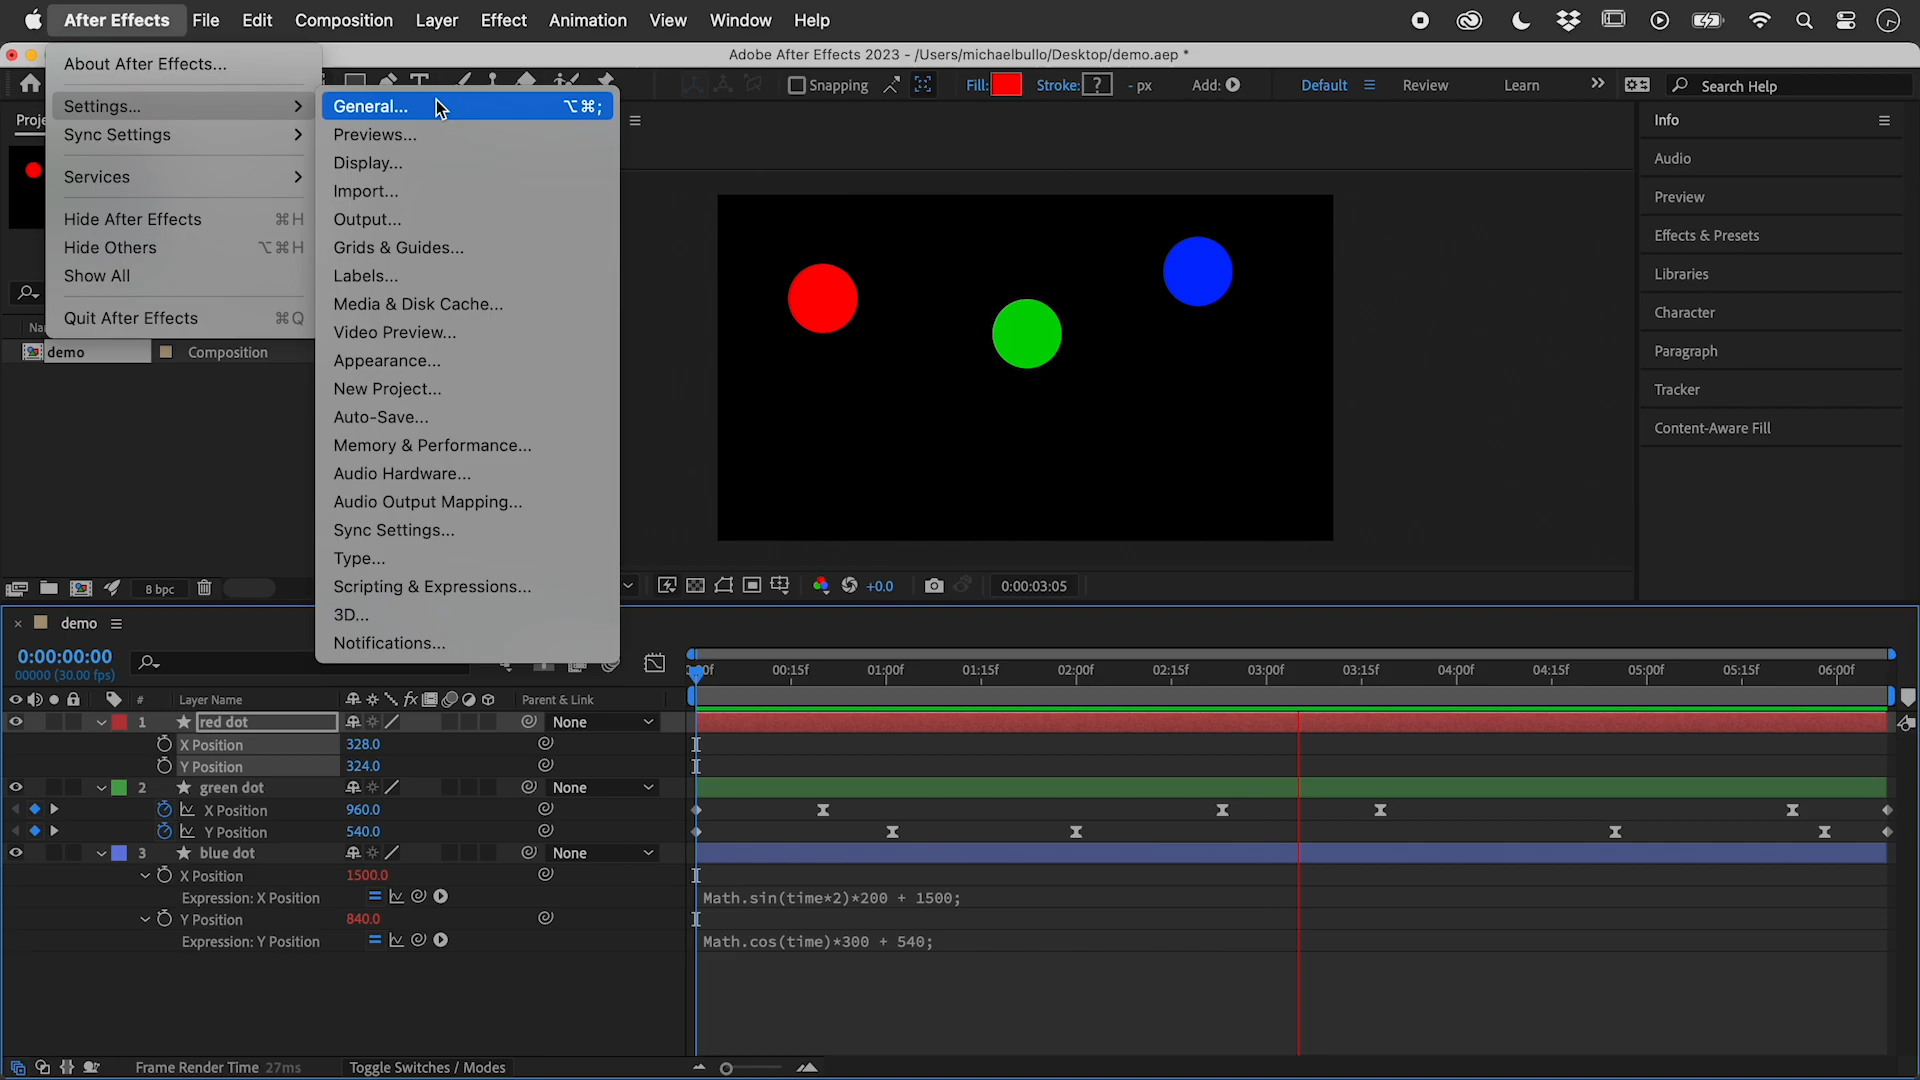 After Effects File Edit Composition Layer Effect Animation View Window Help
Adobe After Effects 2023 - /Users/michaelbullo/Desktop/demo.aep *
About After Effects...
Settings...
Sync Settings
Services
Hide After Effects ⌘H
Hide Others ⌥⌘H
Show All
Quit After Effects ⌘Q
General... ⌥⌘;
Previews...
Display...
Import...
Output...
Grids & Guides...
Labels...
Media & Disk Cache...
Video Preview...
Appearance...
New Project...
Auto-Save...
Memory & Performance...
Audio Hardware...
Audio Output Mapping...
Sync Settings...
Type...
Scripting & Expressions...
3D...
Notifications...
Snapping Fill: Stroke: ? - px Add: Default Review Learn Search Help
Info
Audio
Preview
Effects & Presets
Libraries
Character
Paragraph
Tracker
Content-Aware Fill
demo Composition
8 bpc
+0.0 0:00:03:05
demo
0:00:00:00
00000 (30.00 fps)
00:15f 01:00f 01:15f 02:00f 02:15f 03:00f 03:15f 04:00f 04:15f 05:00f 05:15f 06:00f
# Layer Name Parent & Link
1 red dot None
X Position 328.0
Y Position 324.0
2 green dot None
X Position 960.0
Y Position 540.0
3 blue dot None
X Position 1500.0
Expression: X Position Math.sin(time*2)*200 + 1500;
Y Position 840.0
Expression: Y Position Math.cos(time)*300 + 540;
Frame Render Time 27ms Toggle Switches / Modes